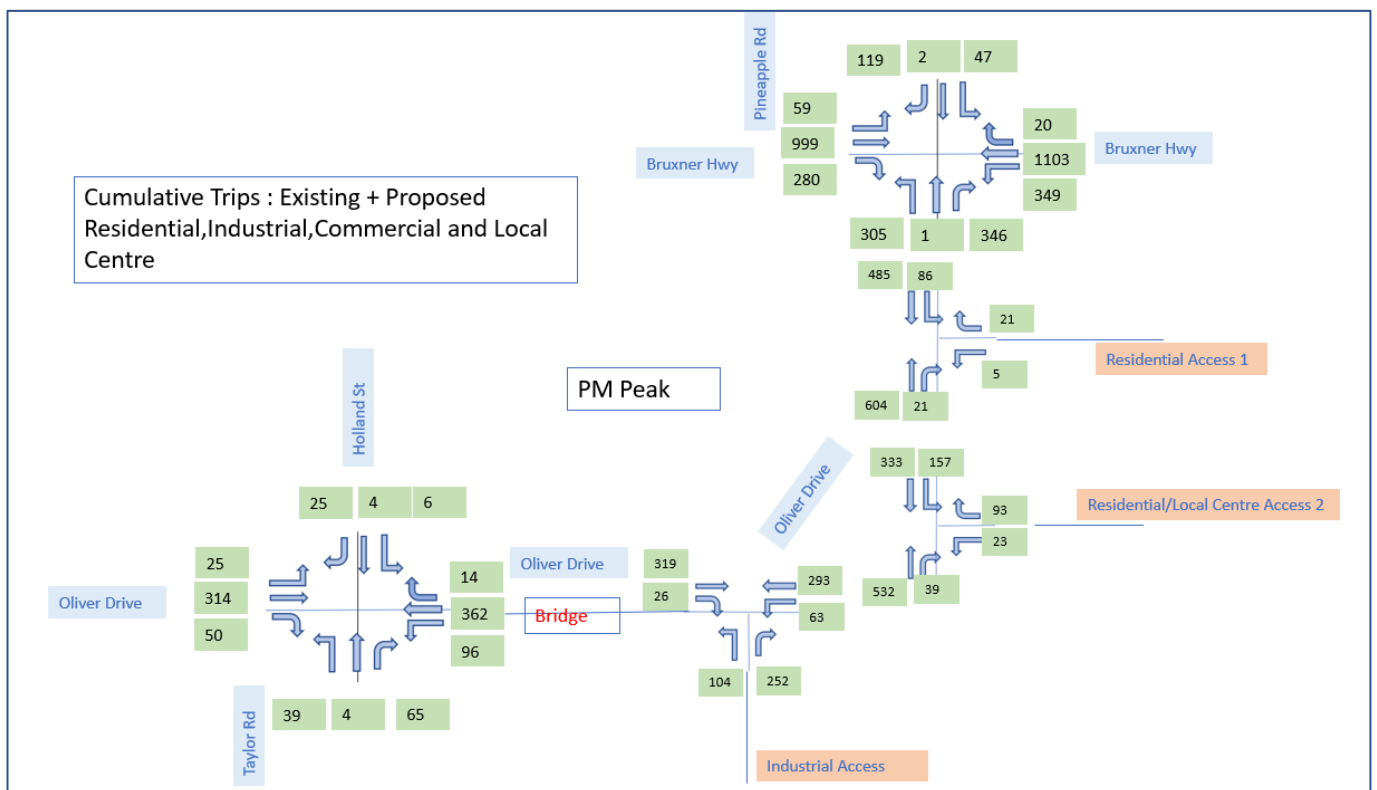 Pineapple Rd
119 2 47
59
999
280
20
1103
349
Bruxner Hwy
Bruxner Hwy
305 1 346
Cumulative Trips : Existing + Proposed
Residential,Industrial,Commercial and Local
Centre
485 86
21
5
Residential Access 1
604 21
PM Peak
Holland St
Oliver Drive
333 157
93
23
Residential/Local Centre Access 2
532 39
25 4 6
25
314
50
Oliver Drive
14
362
96
Oliver Drive
Bridge
319
26
293
63
104 252
39 4 65
Taylor Rd
Industrial Access